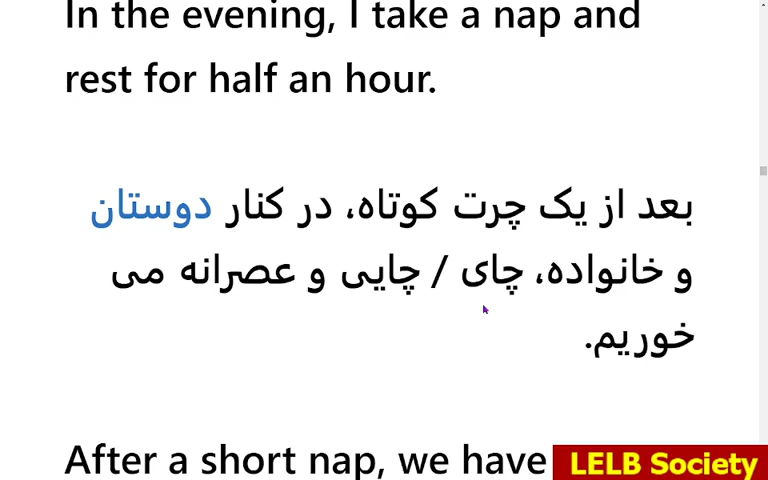 In the evening, I take a nap and
rest for half an hour.
بعد از یک چرت کوتاه، در کنار دوستان
و خانواده، چای / چایی و عصرانه می
خوریم.
After a short nap, we have
LELB Society